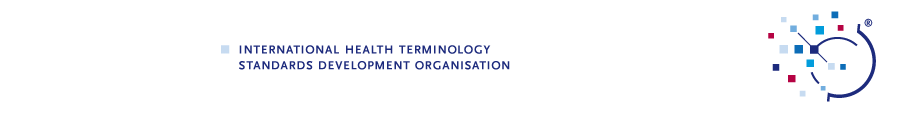 INTERNATIONAL HEALTH TERMINOLOGY
STANDARDS DEVELOPMENT ORGANISATION
®